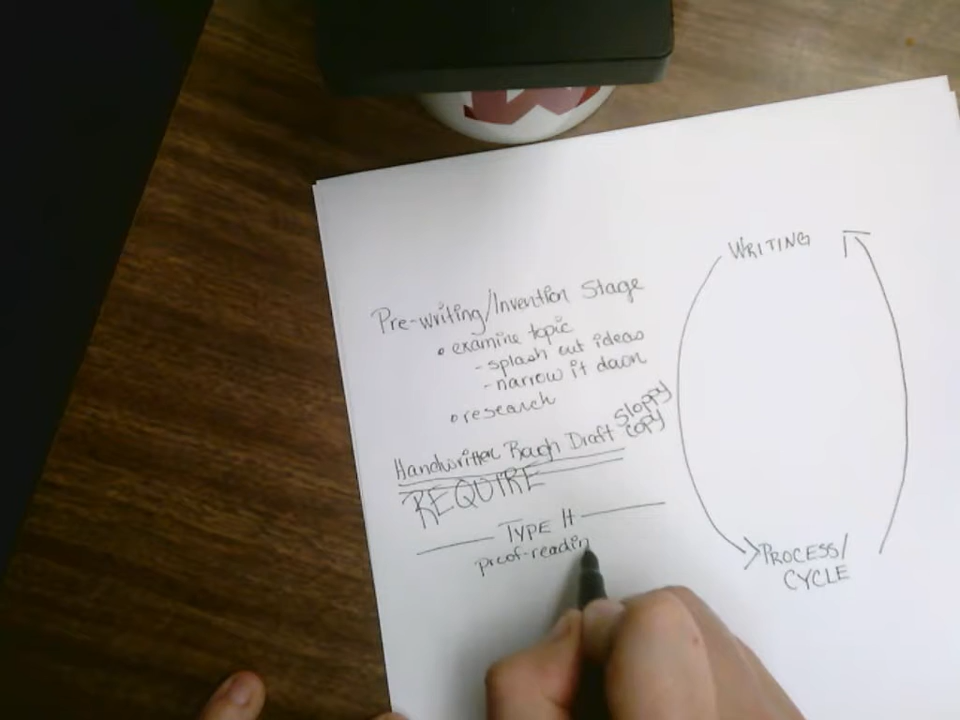 Pre-writing/Invention Stage
• examine topic
- splash out ideas
- narrow it down
• research
Handwritten Rough Draft sloppy copy
REQUIRE
TYPE It
proof-readin
WRITING
PROCESS/
CYCLE